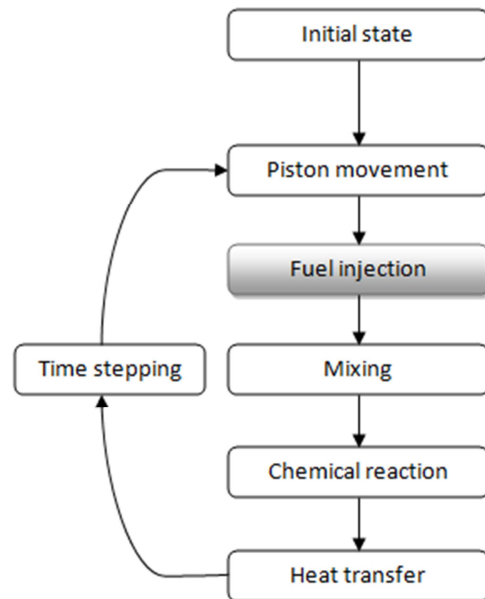 Initial state
Piston movement
Fuel injection
Time stepping
Mixing
Chemical reaction
Heat transfer